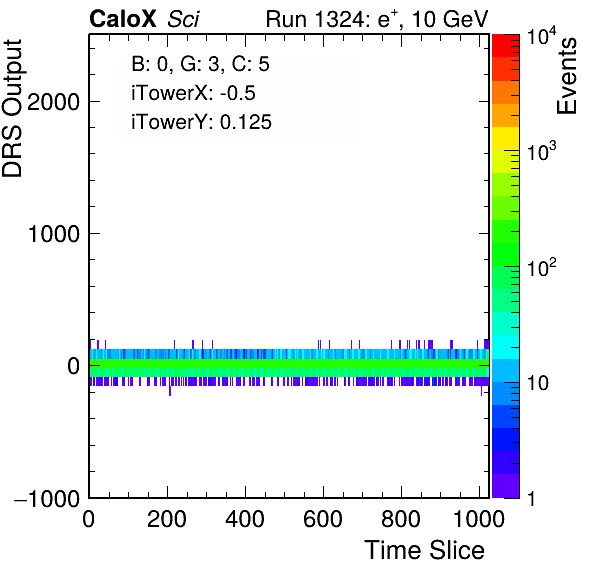 CaloX Sci Run 1324: e+, 10 GeV
B: 0, G: 3, C: 5
iTowerX: -0.5
iTowerY: 0.125
DRS Output
2000
1000
0
−1000
0 200 400 600 800 1000
Time Slice
Events
10^4
10^3
10^2
10
1